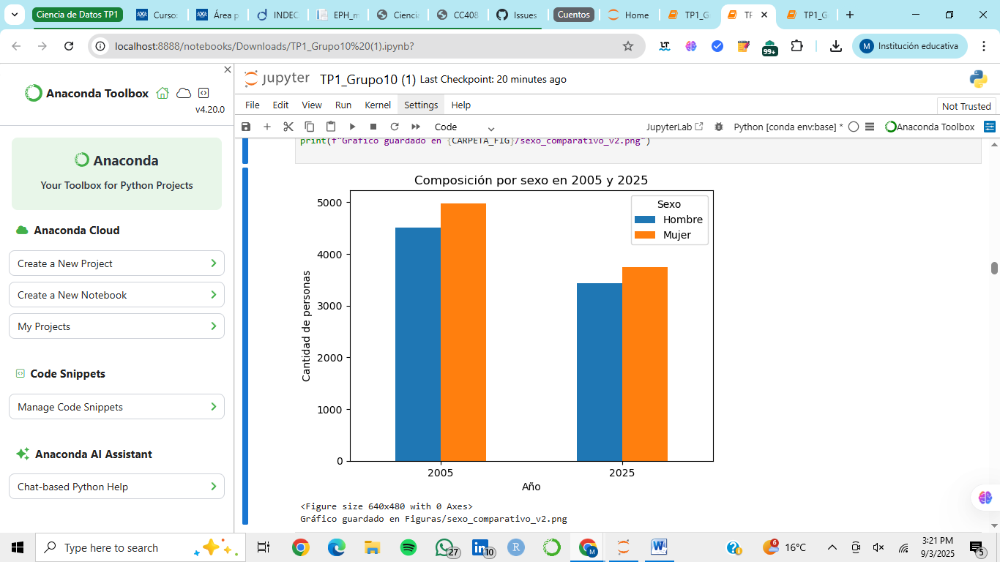 Ciencia de Datos TP1
Curso:
Área p
INDEC
EPH_m
Ciencia
CC408
Issues
Cuentos
Home
TP1_G
TP
TP1_G
localhost:8888/notebooks/Downloads/TP1_Grupo10%20(1).ipynb?
LT
99+
M
Institución educativa
Anaconda Toolbox
v4.20.0
Anaconda
Your Toolbox for Python Projects
Anaconda Cloud
Create a New Project
Create a New Notebook
My Projects
Code Snippets
Manage Code Snippets
Anaconda AI Assistant
Chat-based Python Help
jupyter TP1_Grupo10 (1) Last Checkpoint: 20 minutes ago
File Edit View Run Kernel Settings Help
Not Trusted
Code
JupyterLab
Python [conda env:base] *
Anaconda Toolbox
print(f"Gráfico guardado en {CARPETA_FIG}/sexo_comparativo_v2.png")
Composición por sexo en 2005 y 2025
Sexo
Hombre
Mujer
5000
4000
3000
2000
1000
0
Cantidad de personas
2005 2025
Año
<Figure size 640x480 with 0 Axes>
Gráfico guardado en Figuras/sexo_comparativo_v2.png
Type here to search
27
10
R
M
W
6
16°C
3:21 PM
9/3/2025
5